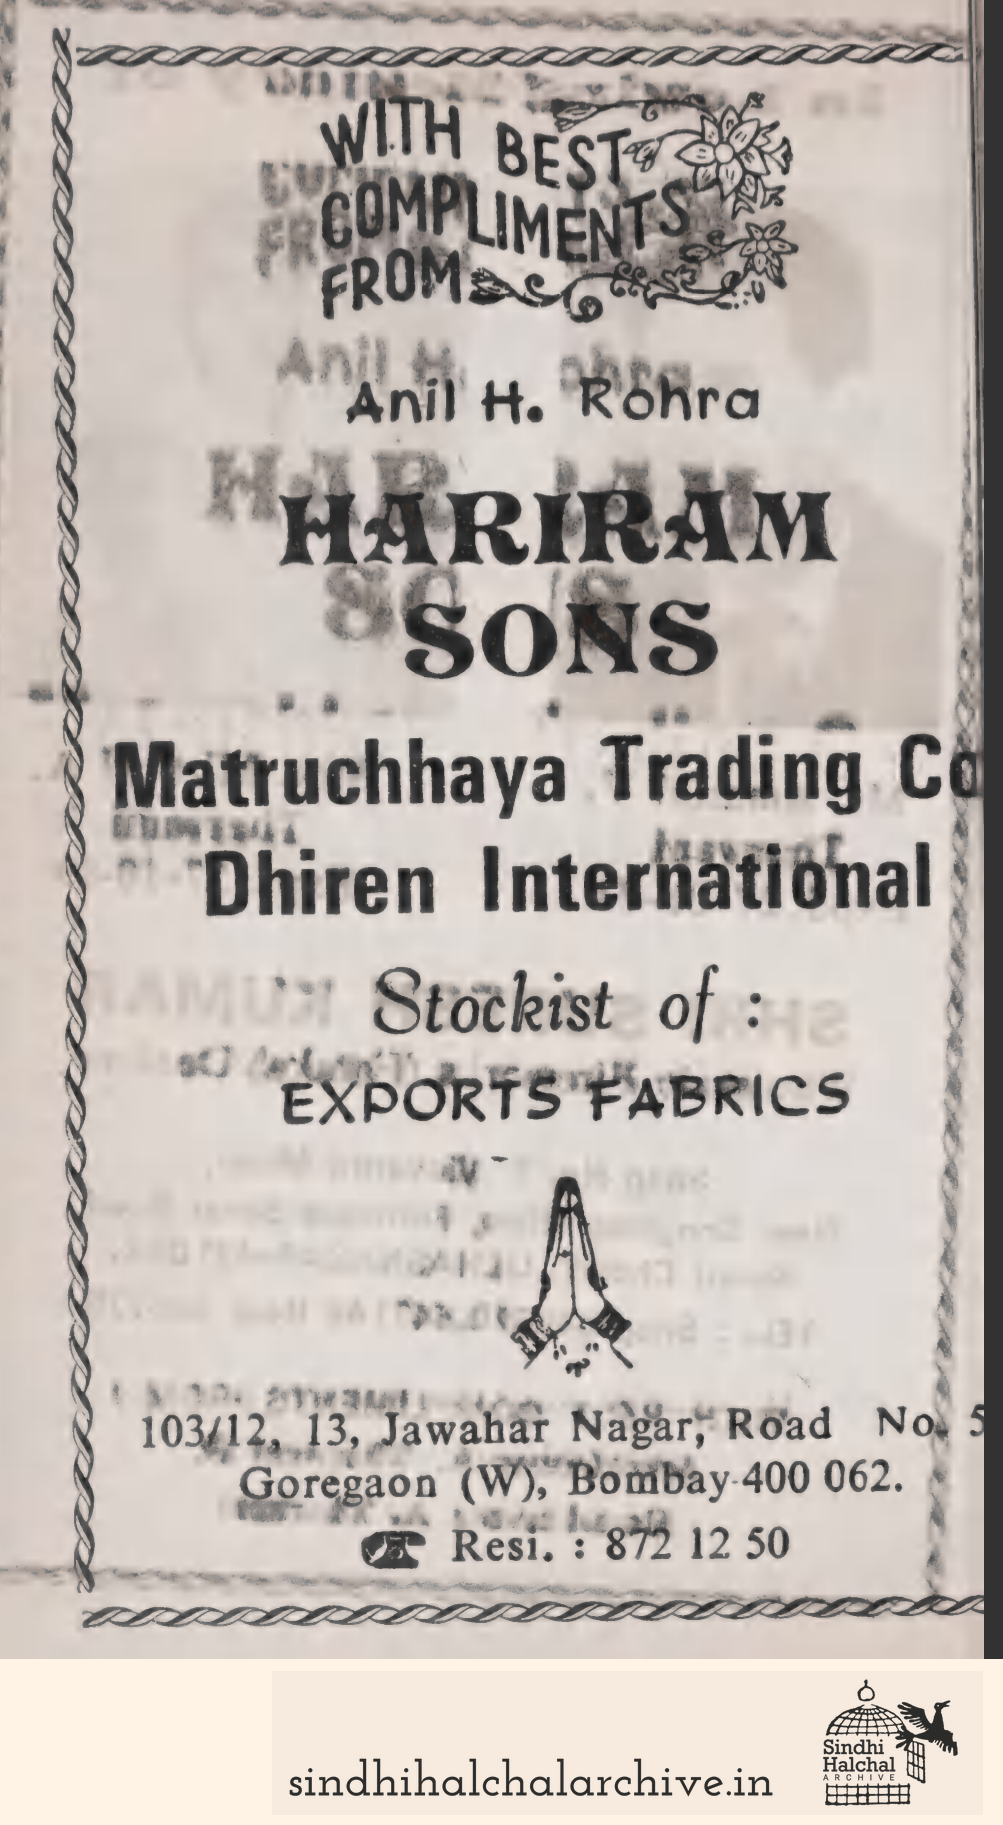 WITH BEST
COMPLIMENTS
FROM
Anil H. Rohra
HARIRAM
SONS
Matruchhaya Trading Co
Dhiren International
Stockist of :
EXPORTS FABRICS
103/12, 13, Jawahar Nagar, Road No. 5
Goregaon (W), Bombay-400 062.
Resi. : 872 12 50
sindhihalchalarchive.in
Sindhi
Halchal
ARCHIVE